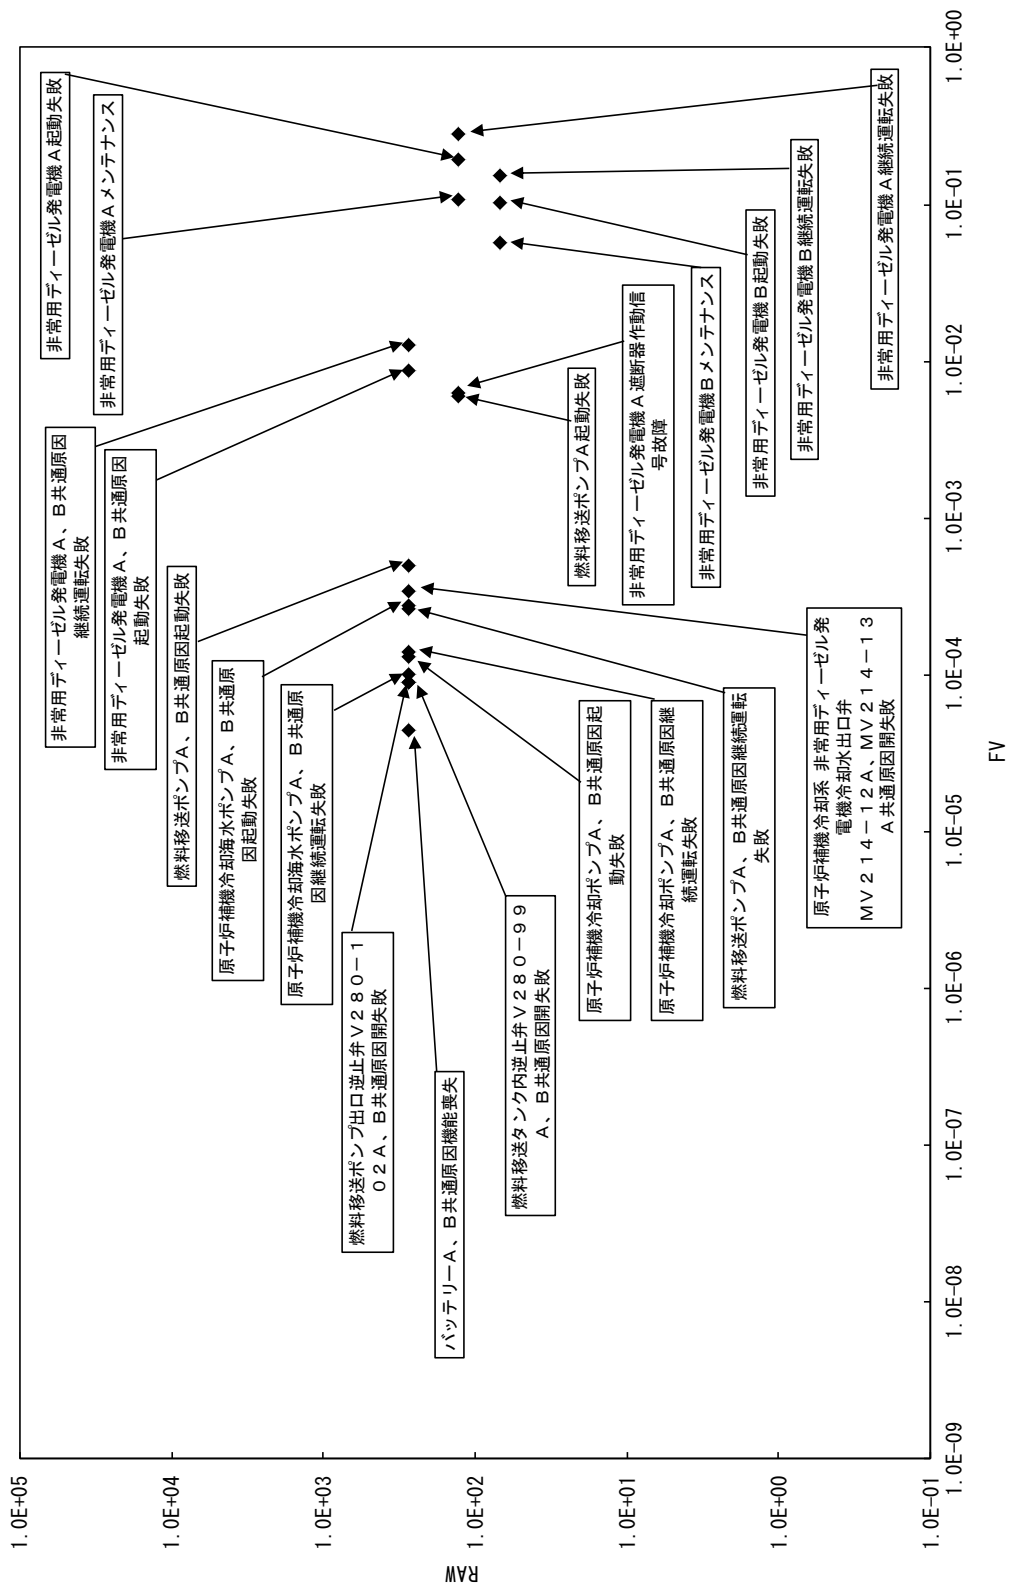 1.0E+05
1.0E+04
1.0E+03
1.0E+02
1.0E+01
1.0E+00
1.0E-01
RAW
1.0E-09
1.0E-08
1.0E-07
1.0E-06
1.0E-05
1.0E-04
1.0E-03
1.0E-02
1.0E-01
1.0E+00
FV
非常用ディーゼル発電機A起動失敗
非常用ディーゼル発電機Aメンテナンス
非常用ディーゼル発電機A、B共通原因
継続運転失敗
非常用ディーゼル発電機A、B共通原因
起動失敗
燃料移送ポンプA、B共通原因起動失敗
原子炉補機冷却海水ポンプA、B共通原
因起動失敗
原子炉補機冷却海水ポンプA、B共通原
因継続運転失敗
燃料移送ポンプ出口逆止弁V280-1
02A、B共通原因開失敗
バッテリーA、B共通原因機能喪失
燃料移送タンク内逆止弁V280-99
A、B共通原因開失敗
原子炉補機冷却ポンプA、B共通原因起
動失敗
原子炉補機冷却ポンプA、B共通原因継
続運転失敗
燃料移送ポンプA、B共通原因継続運転
失敗
原子炉補機冷却系 非常用ディーゼル発
電機冷却水出口弁
MV214-12A、MV214-13
A共通原因開失敗
燃料移送ポンプA起動失敗
非常用ディーゼル発電機A遮断器作動信
号故障
非常用ディーゼル発電機Bメンテナンス
非常用ディーゼル発電機B起動失敗
非常用ディーゼル発電機B継続運転失敗
非常用ディーゼル発電機A継続運転失敗